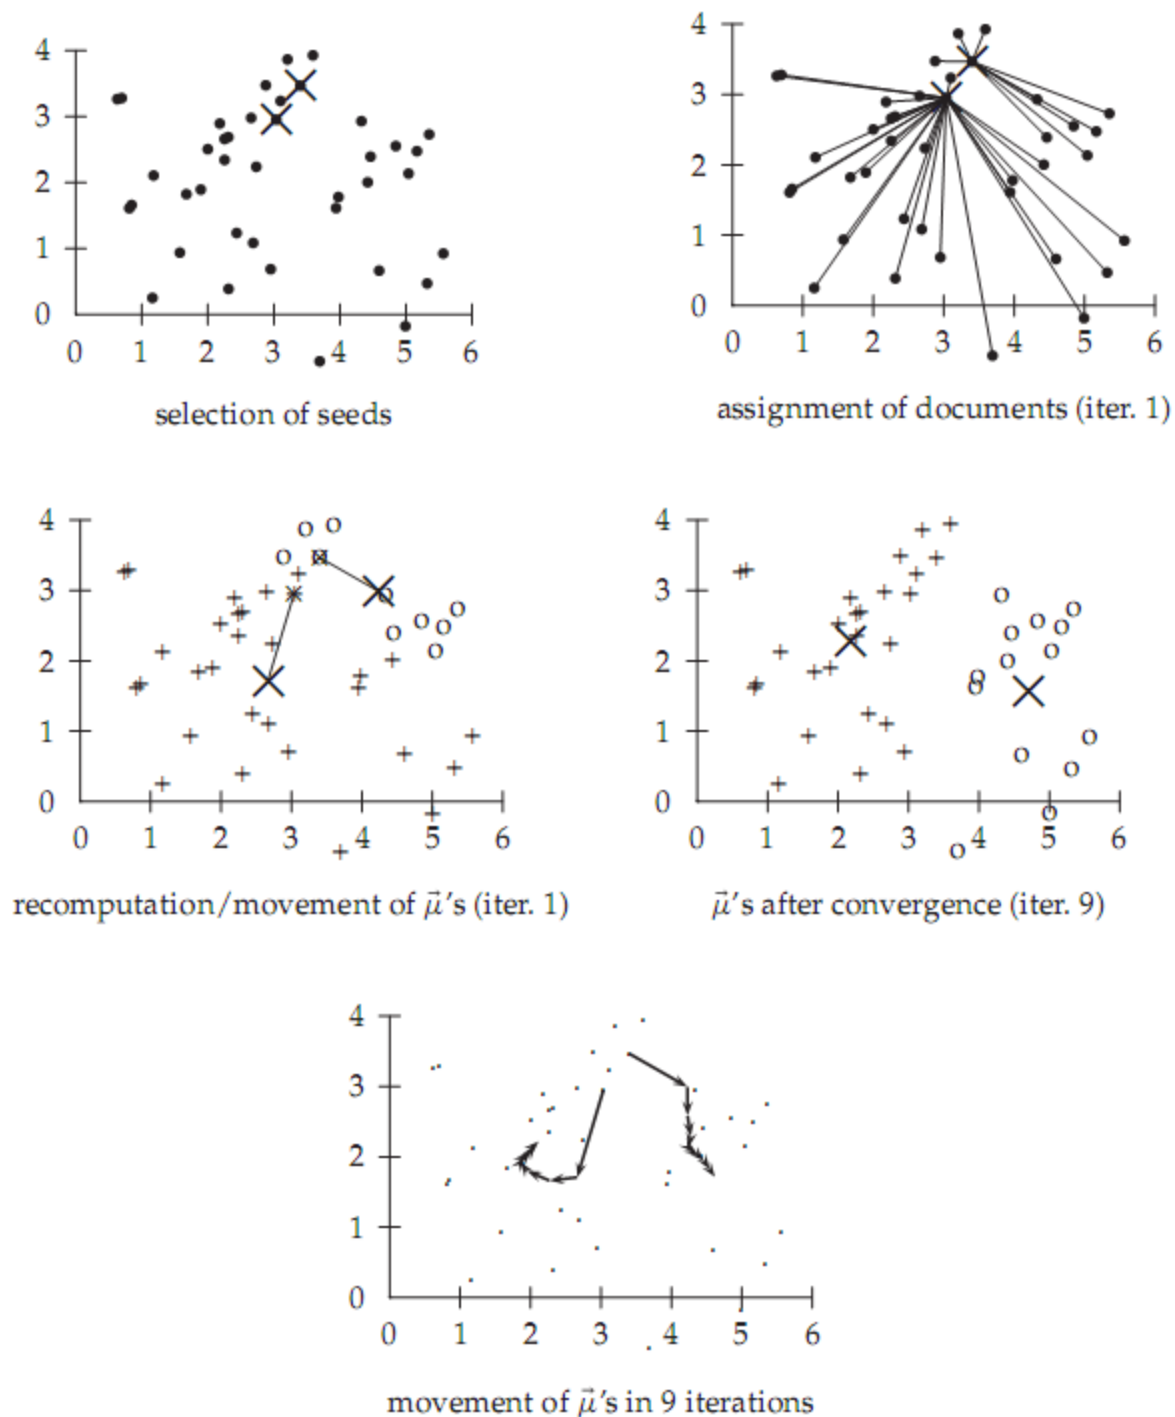 4
3
2
1
0
0 1 2 3 4 5 6
selection of seeds
4
3
2
1
0
0 1 2 3 4 5 6
assignment of documents (iter. 1)
4
3
2
1
0
0 1 2 3 4 5 6
recomputation/movement of μ⃗'s (iter. 1)
4
3
2
1
0
0 1 2 3 4 5 6
μ⃗'s after convergence (iter. 9)
4
3
2
1
0
0 1 2 3 4 5 6
movement of μ⃗'s in 9 iterations